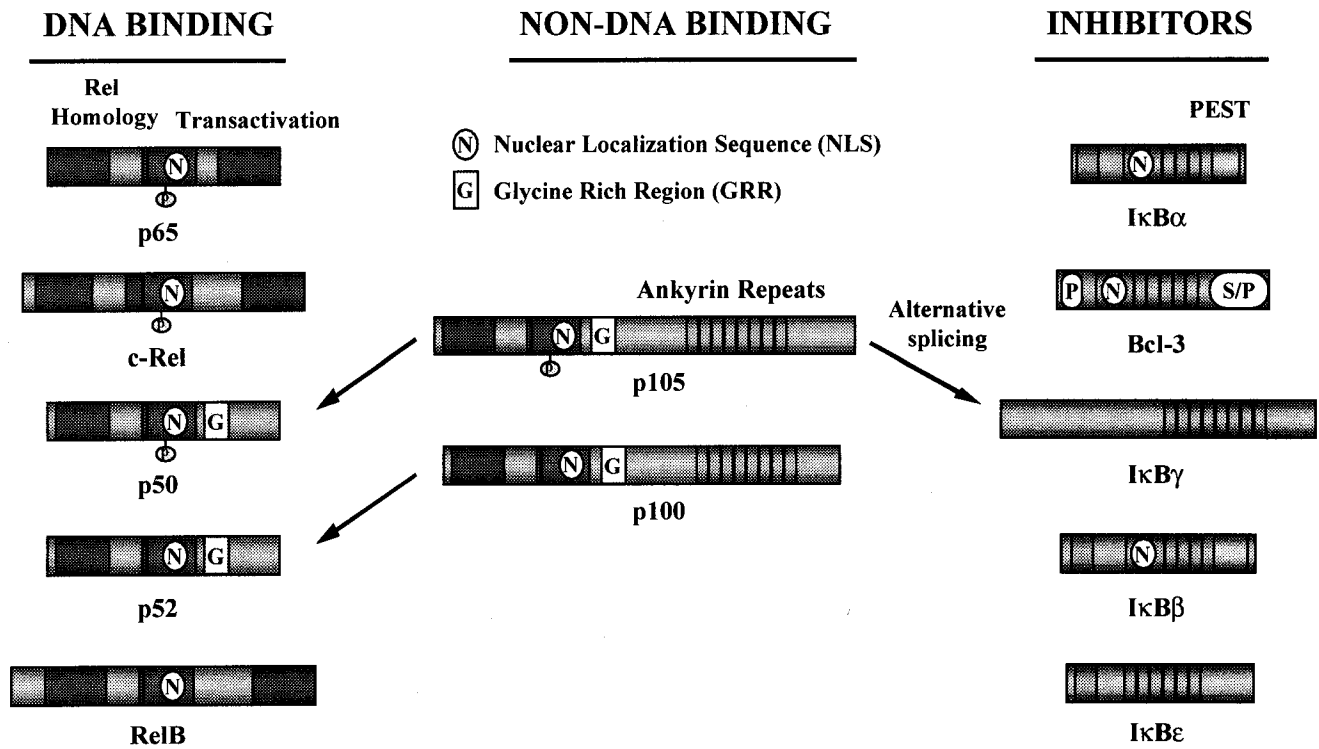 DNA BINDING
NON-DNA BINDING
INHIBITORS
Rel
Homology
Transactivation
N
P
p65
N
P
c-Rel
N
G
P
p50
N
G
p52
N
RelB
N Nuclear Localization Sequence (NLS)
G Glycine Rich Region (GRR)
Ankyrin Repeats
N
G
P
p105
N
G
p100
Alternative
splicing
PEST
N
IκBα
P
N
S/P
Bcl-3
IκBγ
N
IκBβ
IκBε